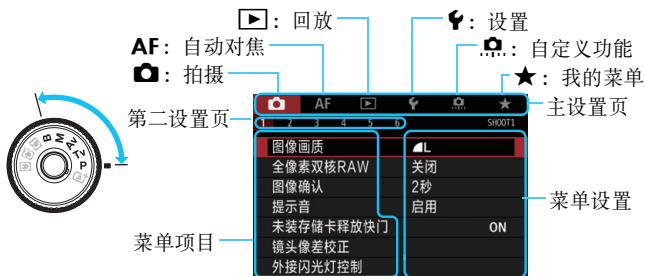 回放
设置
AF：自动对焦
自定义功能
拍摄
★：我的菜单
AF
★
主设置页
第二设置页
1 2 3 4 5 6
SHOOT1
图像画质
L
全像素双核RAW
关闭
图像确认
2秒
提示音
启用
菜单设置
未装存储卡释放快门
ON
菜单项目
镜头像差校正
外接闪光灯控制
B M Av Tv P A+